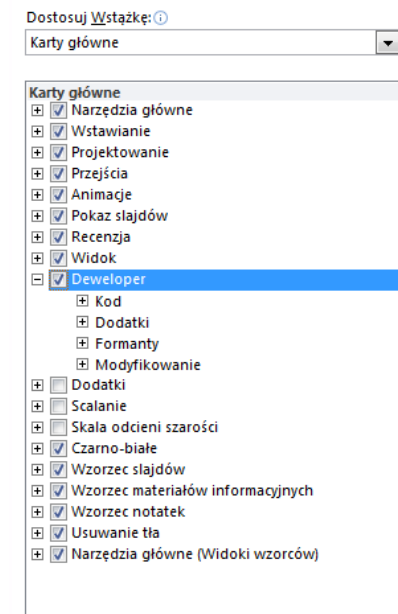 Dostosuj Wstążkę:
Karty główne
Karty główne
Narzędzia główne
Wstawianie
Projektowanie
Przejścia
Animacje
Pokaz slajdów
Recenzja
Widok
Deweloper
Kod
Dodatki
Formanty
Modyfikowanie
Dodatki
Scalanie
Skala odcieni szarości
Czarno-białe
Wzorzec slajdów
Wzorzec materiałów informacyjnych
Wzorzec notatek
Usuwanie tła
Narzędzia główne (Widoki wzorców)